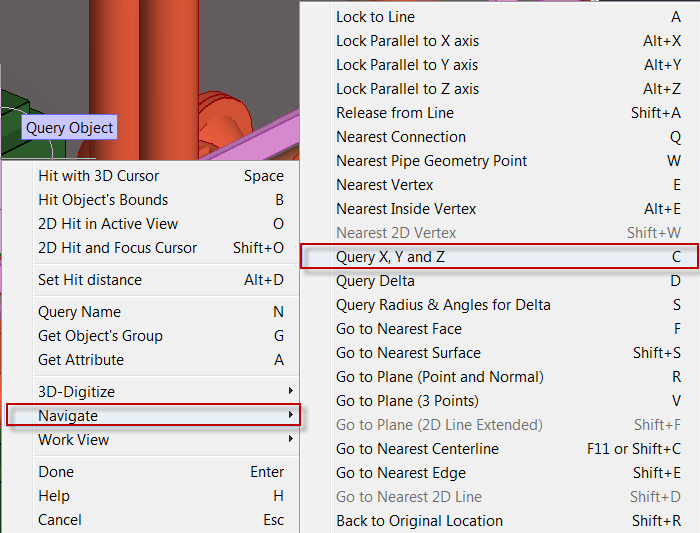 Query Object
Hit with 3D Cursor Space
Hit Object's Bounds B
2D Hit in Active View O
2D Hit and Focus Cursor Shift+O
Set Hit distance Alt+D
Query Name N
Get Object's Group G
Get Attribute A
3D-Digitize
Navigate
Work View
Done Enter
Help H
Cancel Esc
Lock to Line A
Lock Parallel to X axis Alt+X
Lock Parallel to Y axis Alt+Y
Lock Parallel to Z axis Alt+Z
Release from Line Shift+A
Nearest Connection Q
Nearest Pipe Geometry Point W
Nearest Vertex E
Nearest Inside Vertex Alt+E
Nearest 2D Vertex Shift+W
Query X, Y and Z C
Query Delta D
Query Radius & Angles for Delta S
Go to Nearest Face F
Go to Nearest Surface Shift+S
Go to Plane (Point and Normal) R
Go to Plane (3 Points) V
Go to Plane (2D Line Extended) Shift+F
Go to Nearest Centerline F11 or Shift+C
Go to Nearest Edge Shift+E
Go to Nearest 2D Line Shift+D
Back to Original Location Shift+R